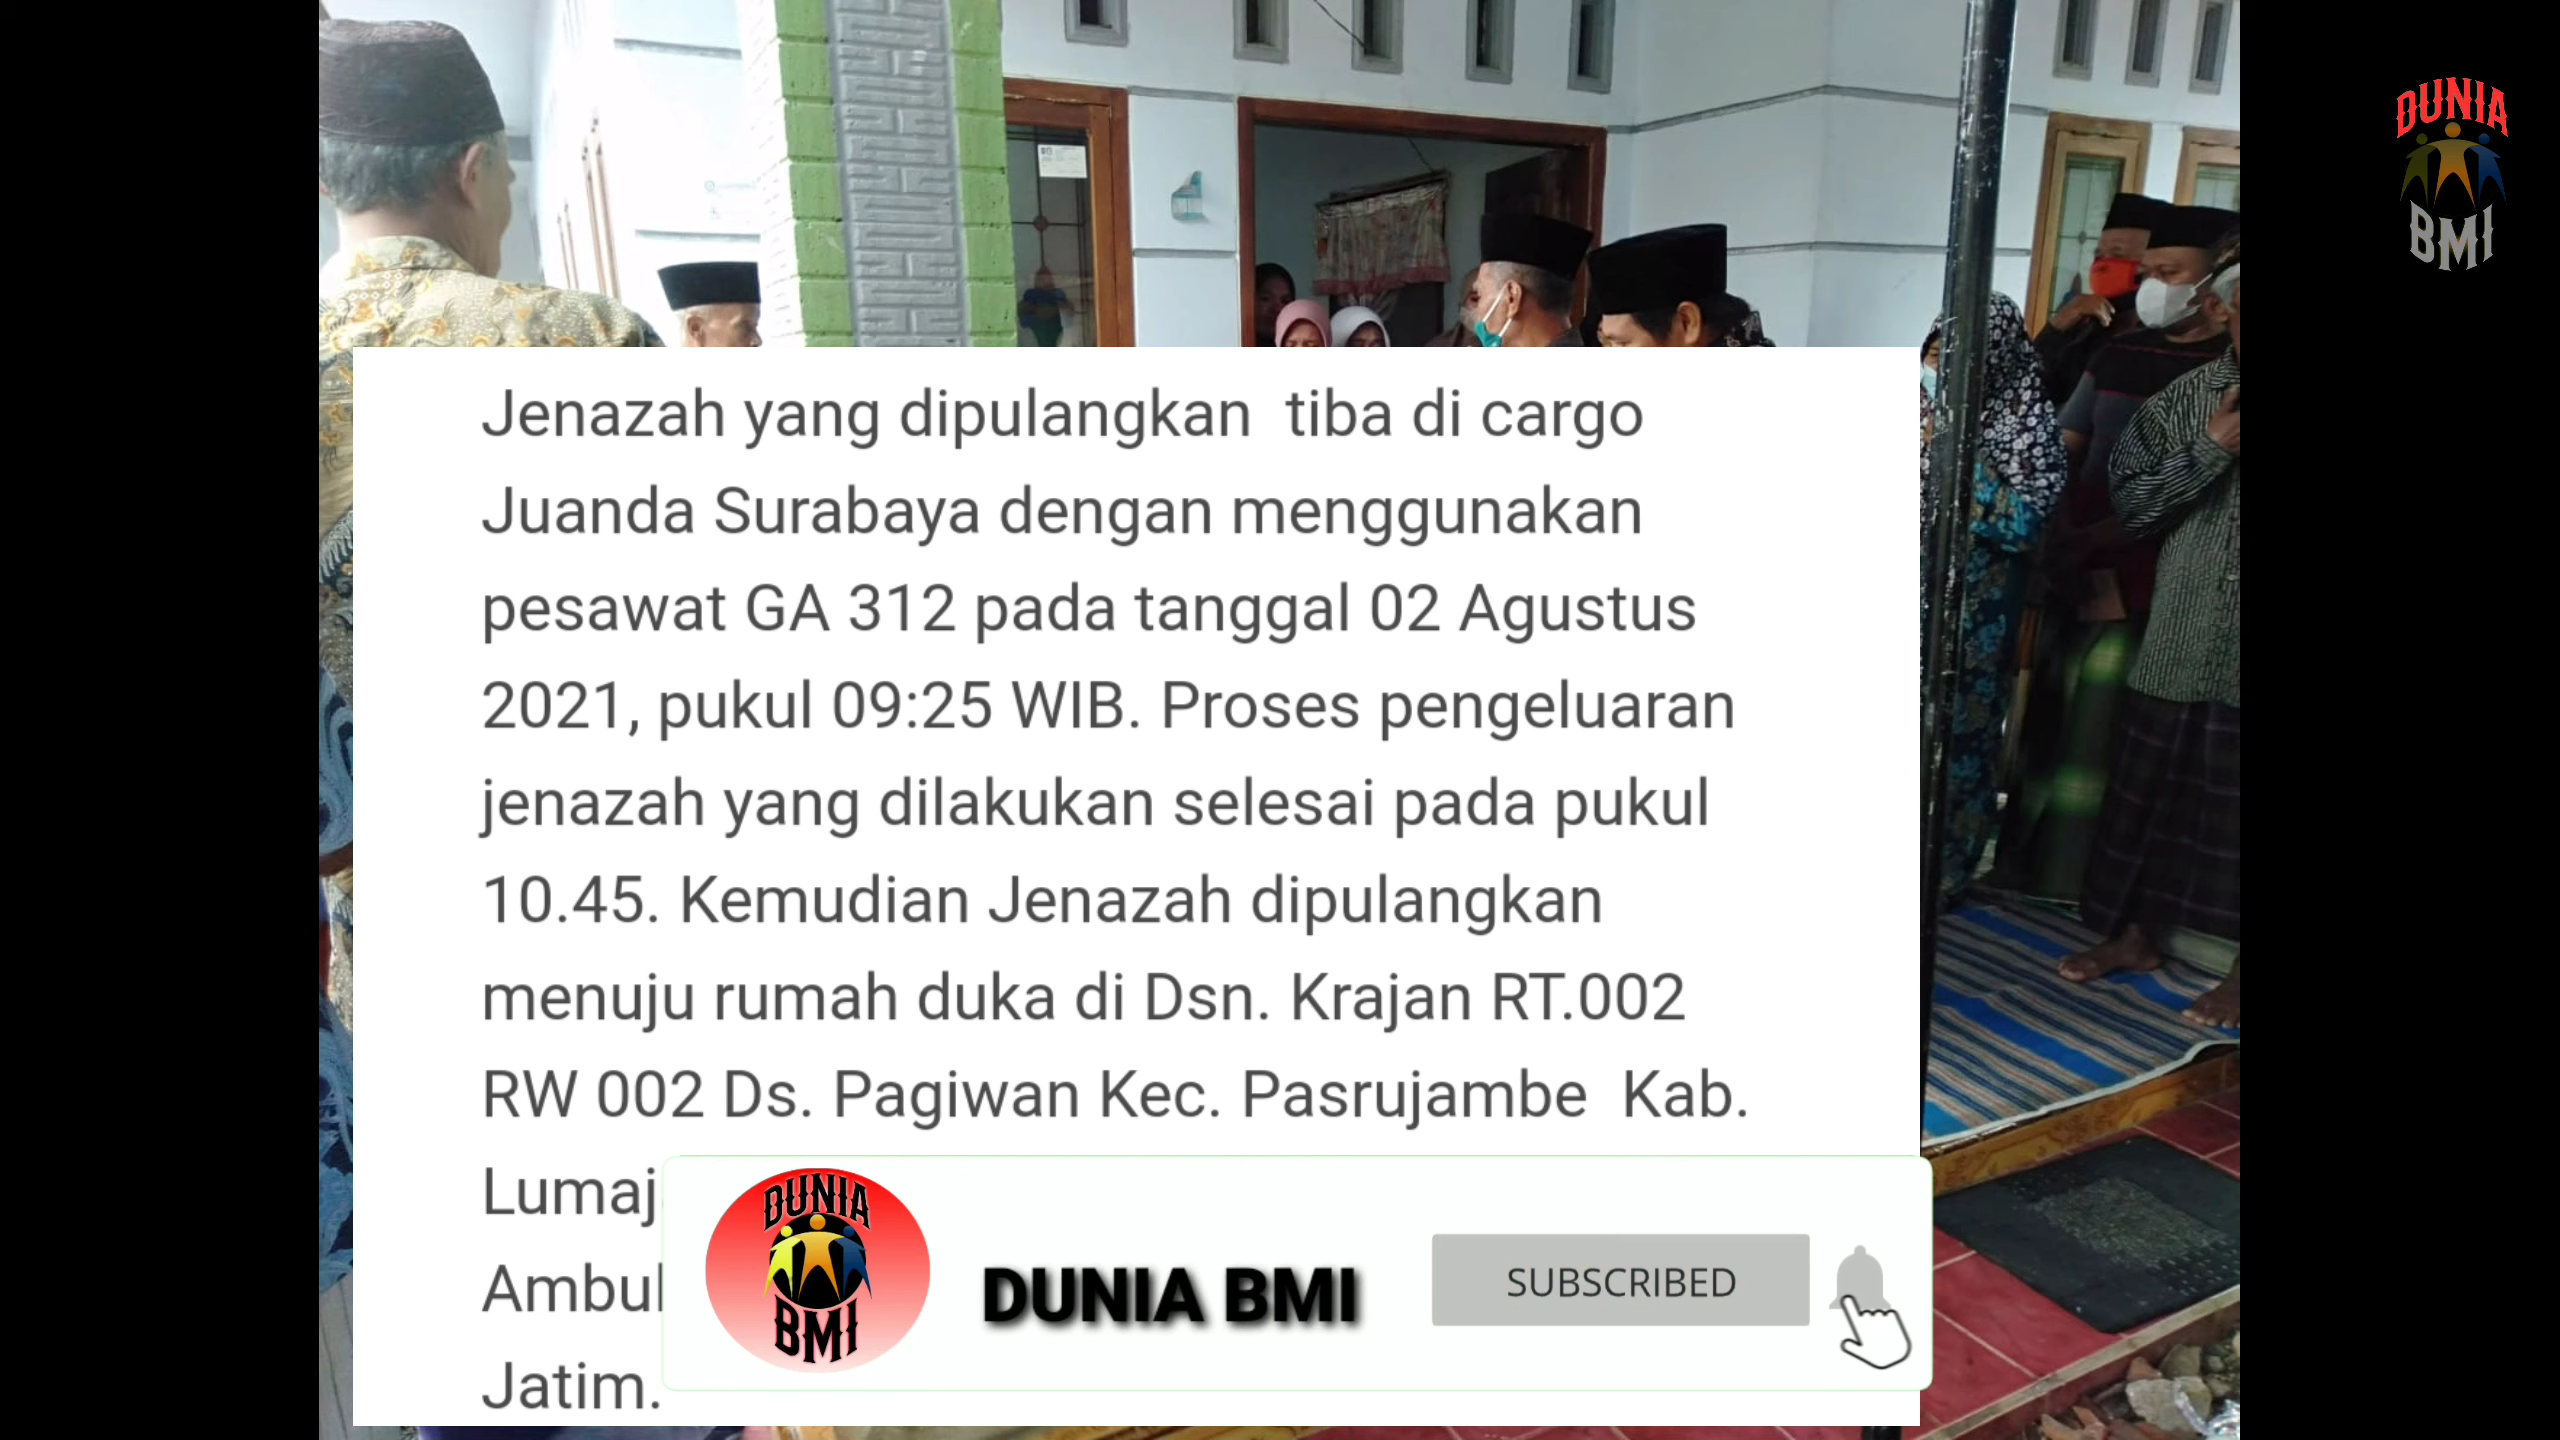 DUNIA
BMI
Jenazah yang dipulangkan tiba di cargo
Juanda Surabaya dengan menggunakan
pesawat GA 312 pada tanggal 02 Agustus
2021, pukul 09:25 WIB. Proses pengeluaran
jenazah yang dilakukan selesai pada pukul
10.45. Kemudian Jenazah dipulangkan
menuju rumah duka di Dsn. Krajan RT.002
RW 002 Ds. Pagiwan Kec. Pasrujambe Kab.
Jatim.
DUNIA
BMI
DUNIA BMI
SUBSCRIBED